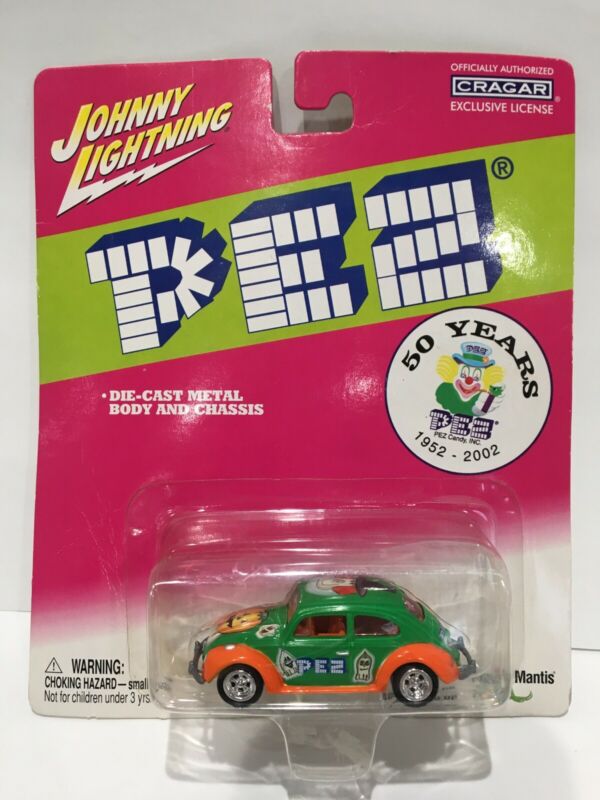 JOHNNY
LIGHTNING
OFFICIALLY AUTHORIZED
CRAGAR®
EXCLUSIVE LICENSE
PEZ®
• DIE-CAST METAL
BODY AND CHASSIS
50 YEARS
PEZ
PEZ
PEZ Candy, INC.
1952 - 2002
PEZ
⚠ WARNING:
CHOKING HAZARD — small
Not for children under 3 yrs
Mantis